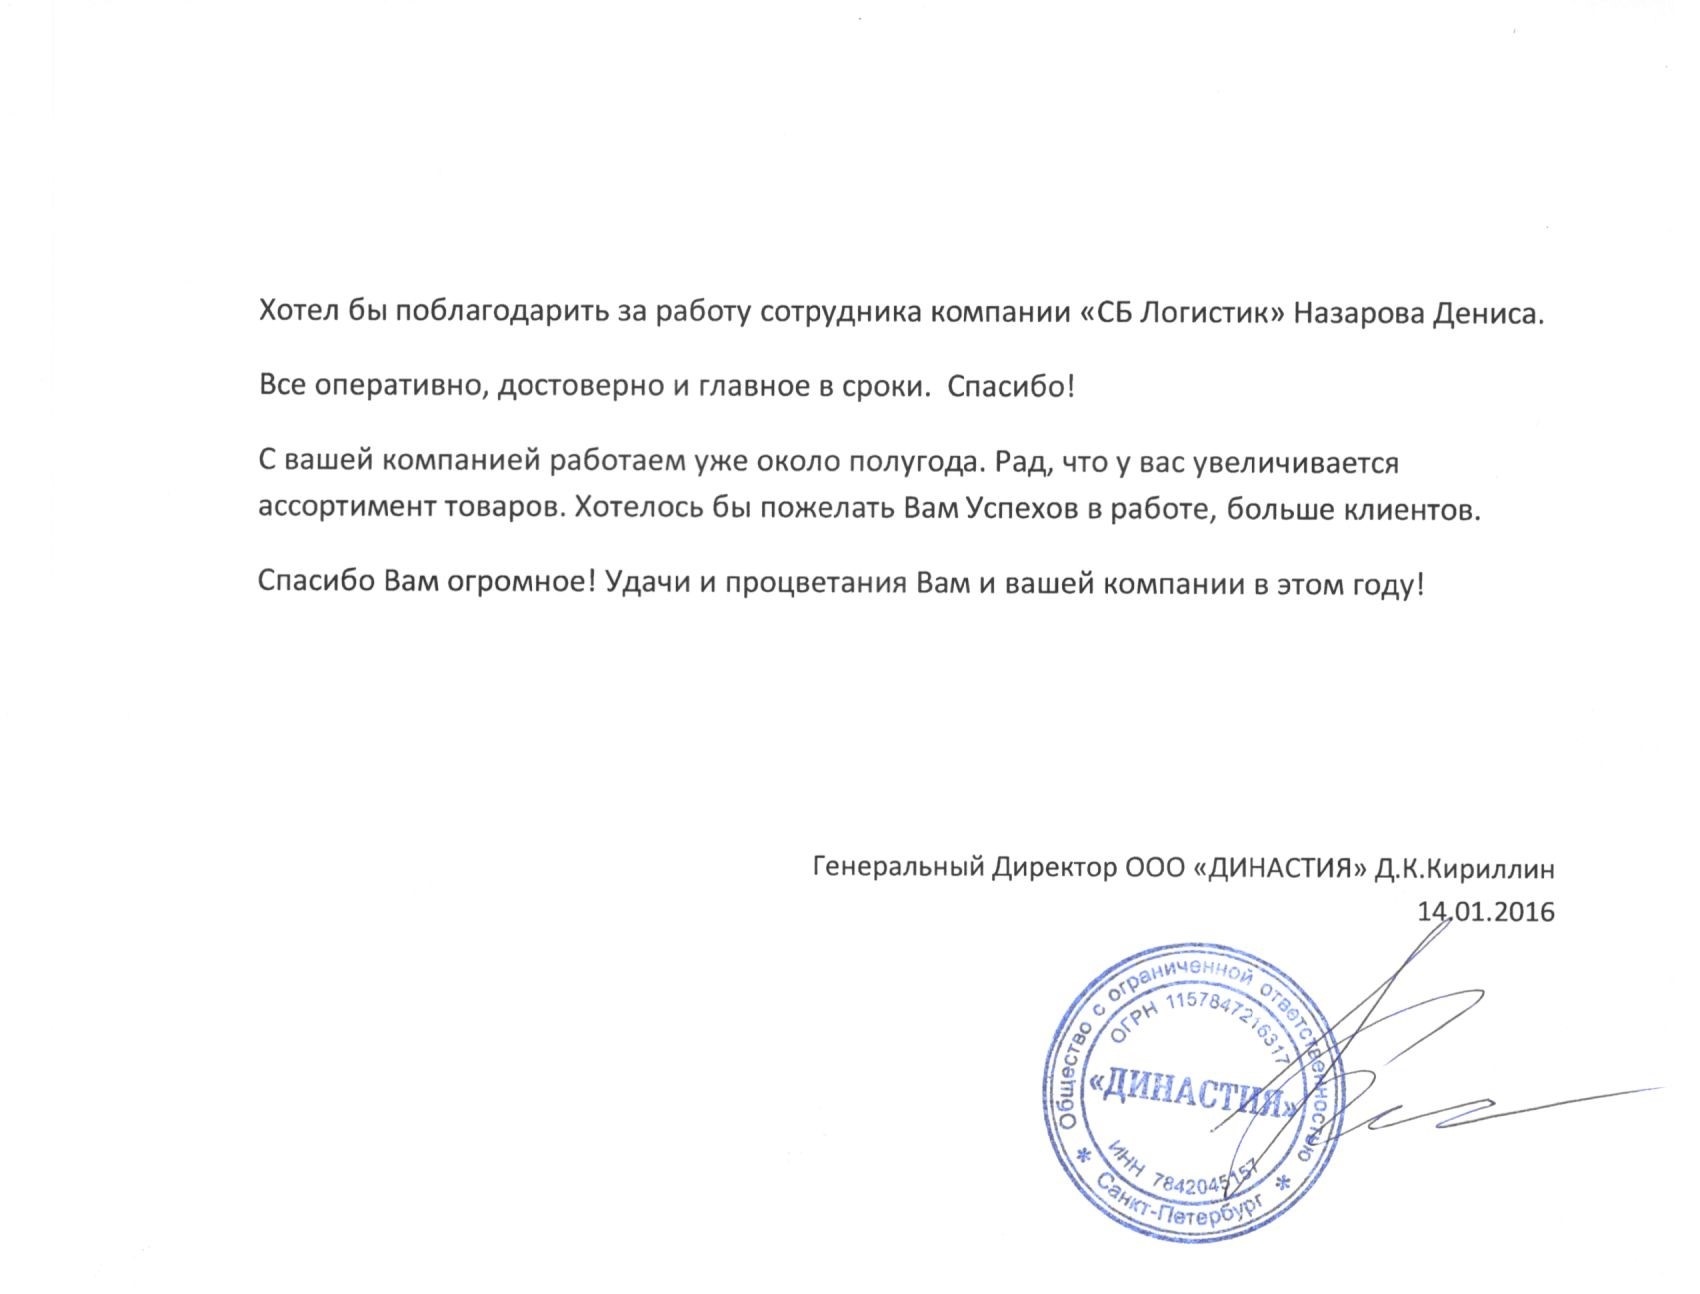 Хотел бы поблагодарить за работу сотрудника компании «СБ Логистик» Назарова Дениса.
Все оперативно, достоверно и главное в сроки.  Спасибо!
С вашей компанией работаем уже около полугода. Рад, что у вас увеличивается
ассортимент товаров. Хотелось бы пожелать Вам Успехов в работе, больше клиентов.
Спасибо Вам огромное! Удачи и процветания Вам и вашей компании в этом году!
Генеральный Директор ООО «ДИНАСТИЯ» Д.К.Кириллин
14.01.2016
Общество с ограниченной ответственностью
ОГРН 1157847216317
«ДИНАСТИЯ»
ИНН 7842045157
* Санкт-Петербург *